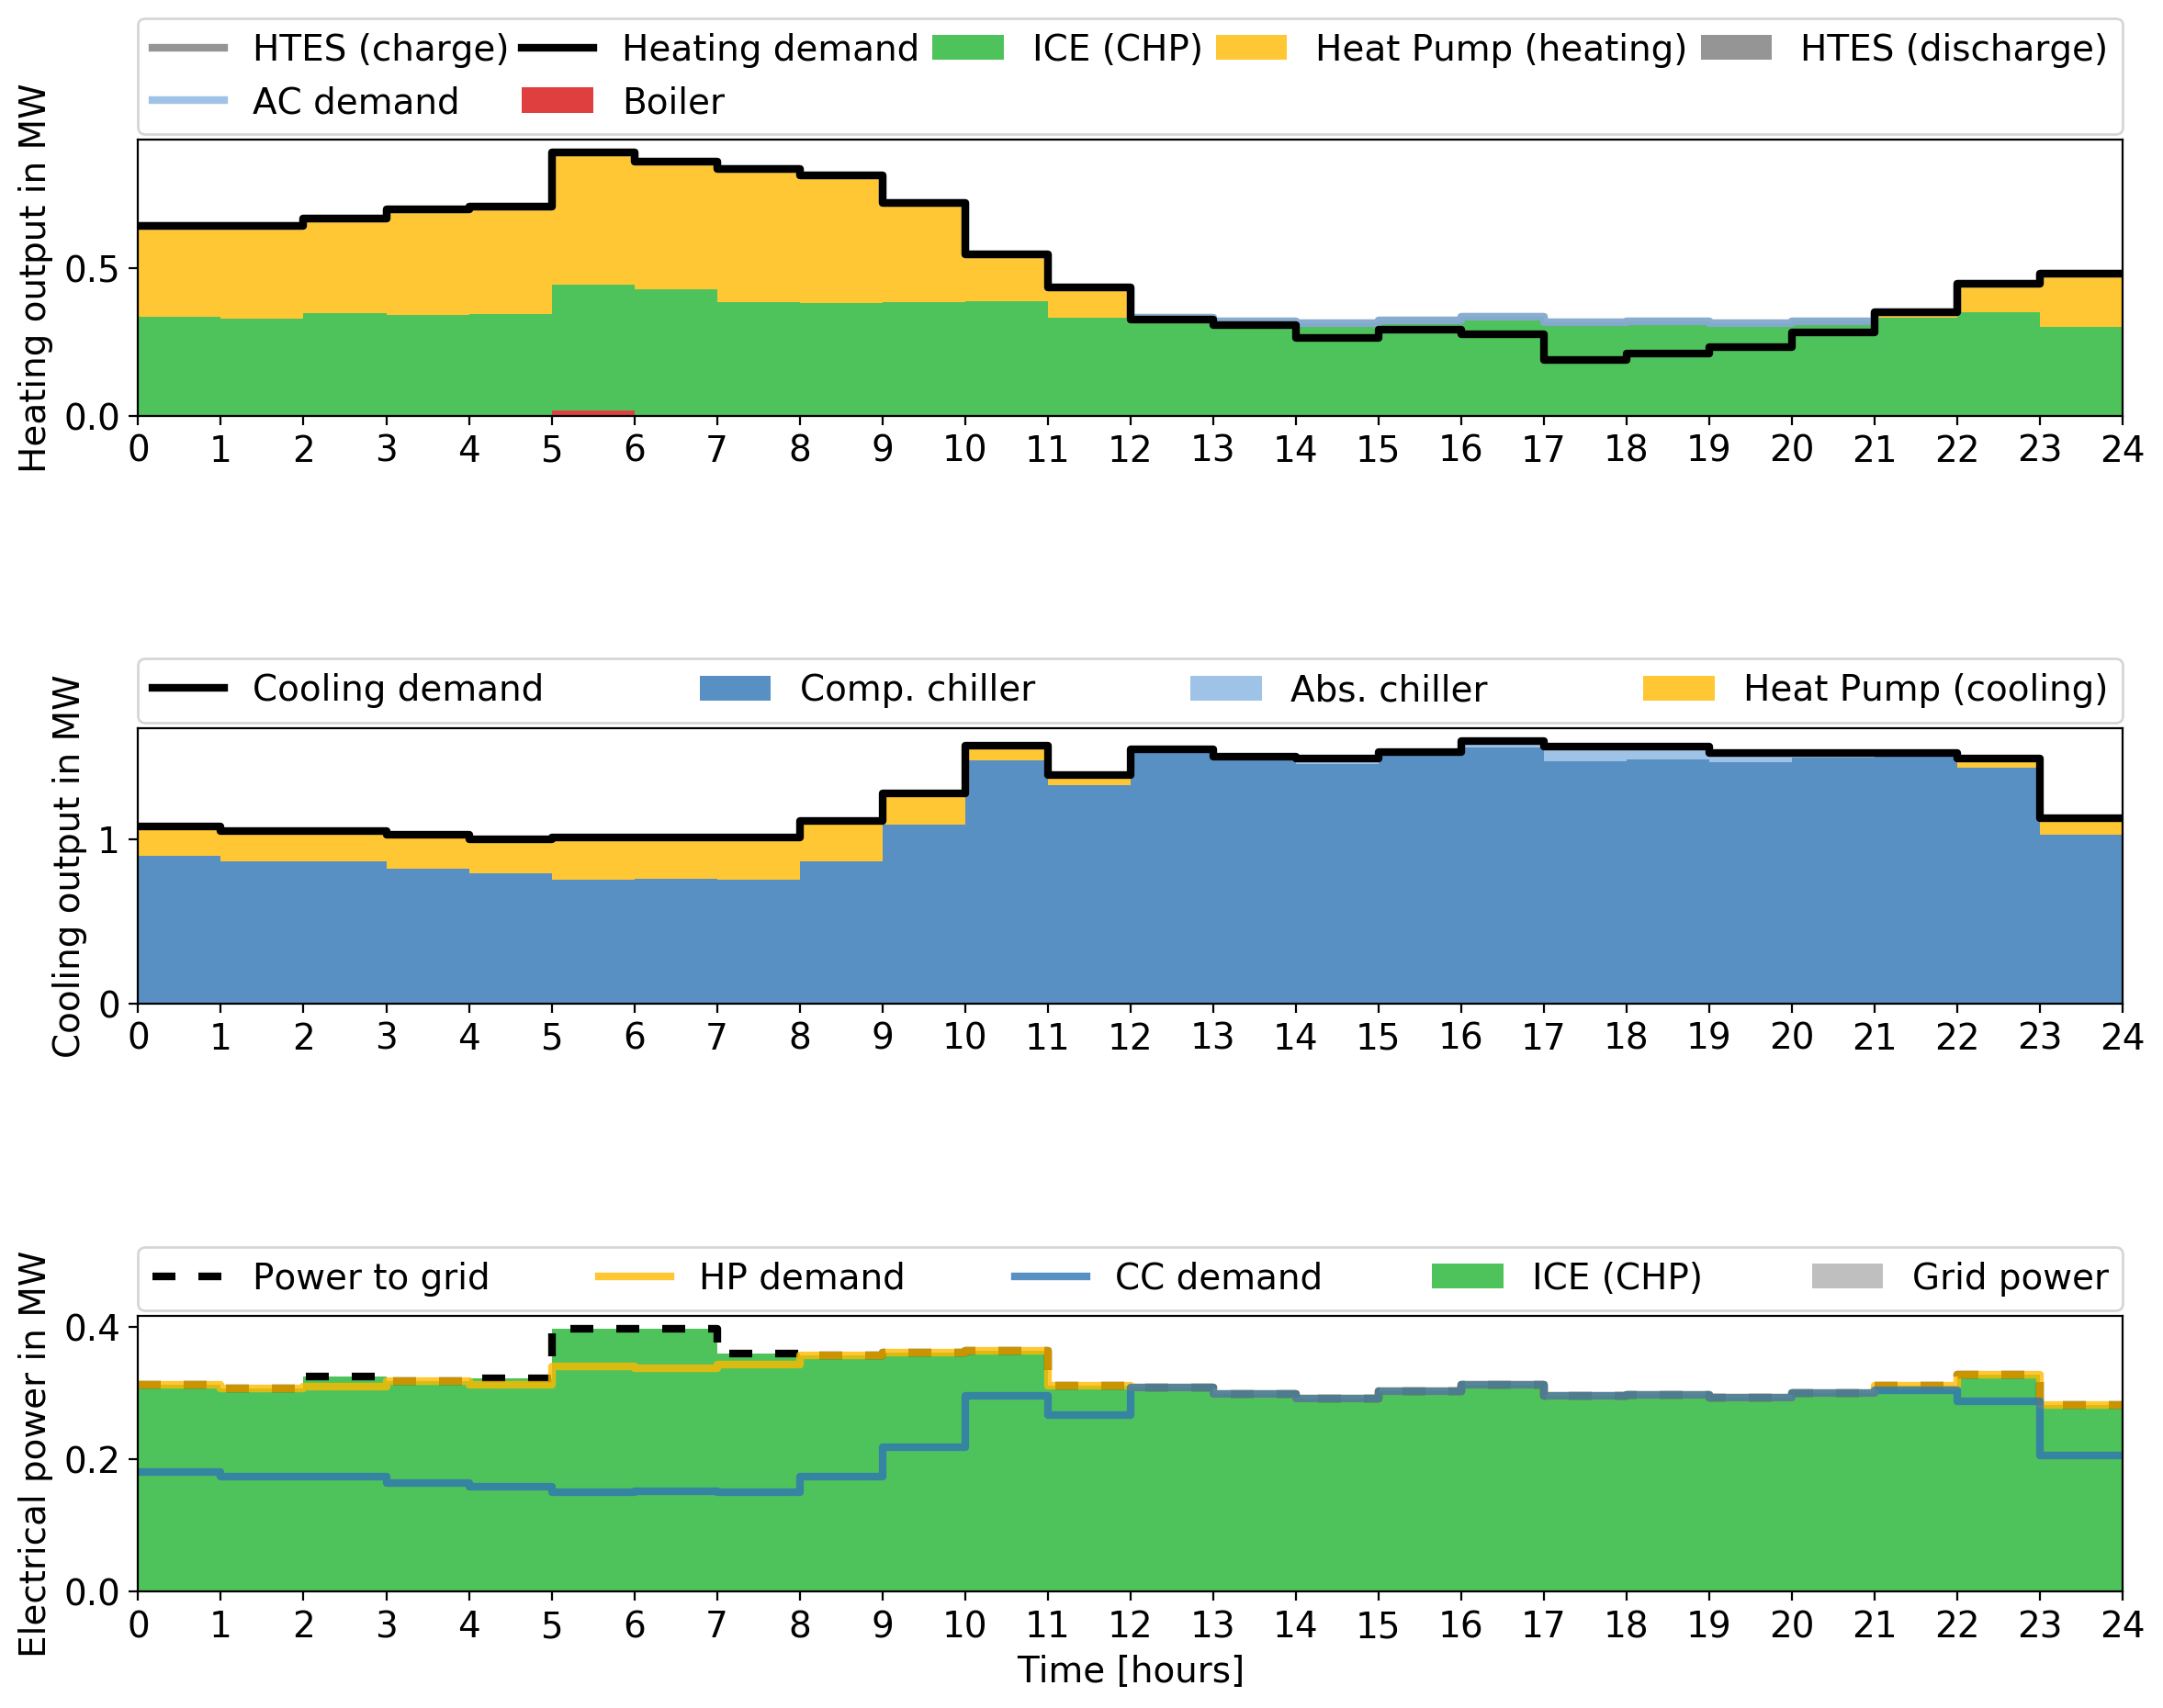 HTES (charge) Heating demand ICE (CHP) Heat Pump (heating) HTES (discharge)
AC demand Boiler
Heating output in MW
0.5
0.0
0 1 2 3 4 5 6 7 8 9 10 11 12 13 14 15 16 17 18 19 20 21 22 23 24
Cooling demand Comp. chiller Abs. chiller Heat Pump (cooling)
Cooling output in MW
1
0
0 1 2 3 4 5 6 7 8 9 10 11 12 13 14 15 16 17 18 19 20 21 22 23 24
Power to grid HP demand CC demand ICE (CHP) Grid power
Electrical power in MW
0.4
0.2
0.0
0 1 2 3 4 5 6 7 8 9 10 11 12 13 14 15 16 17 18 19 20 21 22 23 24
Time [hours]